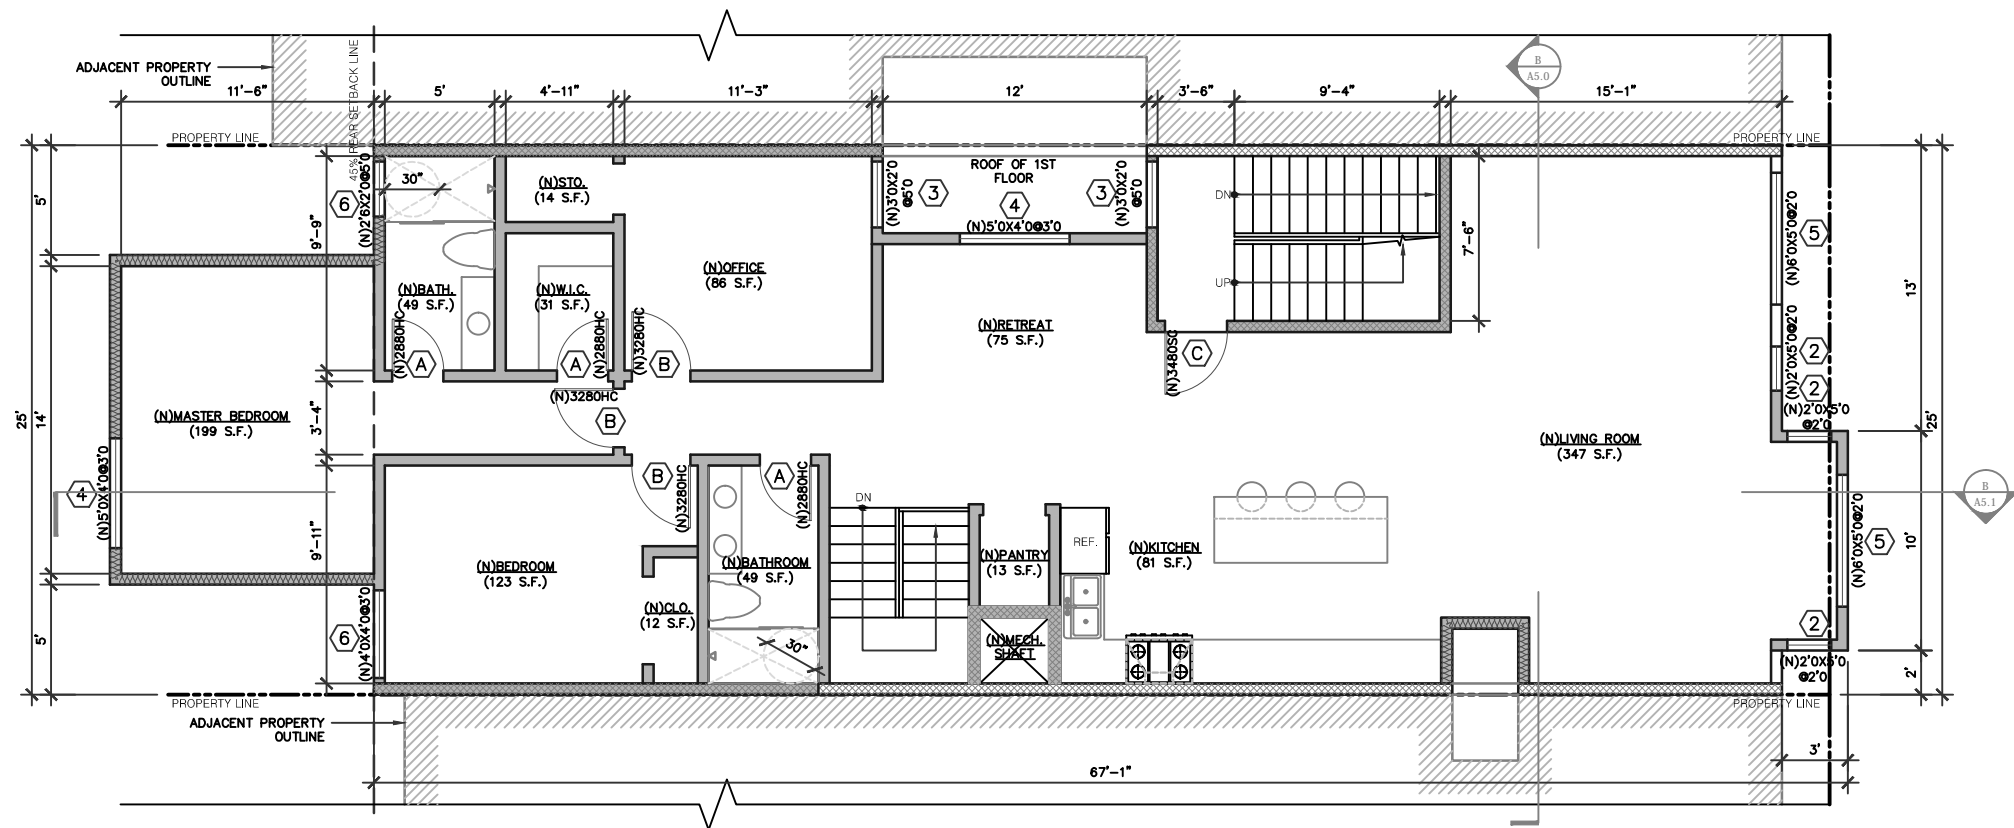 ADJACENT PROPERTY
OUTLINE
45% REAR SETBACK LINE
B
A5.0
11'-6"
5'
4'-11"
11'-3"
12'
3'-6"
9'-4"
15'-1"
PROPERTY LINE
PROPERTY LINE
(N)2'6X2'0@5'0
6
30"
(N)STO.
(14 S.F.)
(N)3'0X2'0
@5'0
3
ROOF OF 1ST
FLOOR
4
(N)5'0X4'0@3'0
3
(N)3'0X2'0
@5'0
DN
UP
7'-6"
(N)6'0X5'0@2'0
5
5'
9'-9"
(N)BATH.
(49 S.F.)
(N)W.I.C.
(31 S.F.)
(N)OFFICE
(86 S.F.)
(N)RETREAT
(75 S.F.)
13'
(N)2880HC
A
A
(N)2880HC
(N)3280HC
B
(N)3480SC
C
(N)2'0X5'0@2'0
2
2
(N)2'0X5'0
@2'0
25'
14'
(N)MASTER BEDROOM
(199 S.F.)
3'-4"
(N)3280HC
B
(N)LIVING ROOM
(347 S.F.)
25'
4
(N)5'0X4'0@3'0
B
(N)3280HC
A
(N)2880HC
DN
B
A5.1
9'-11"
(N)BEDROOM
(123 S.F.)
(N)BATHROOM
(49 S.F.)
(N)PANTRY
(13 S.F.)
REF.
(N)KITCHEN
(81 S.F.)
(N)6'0X5'0@2'0
5
10'
(N)CLO.
(12 S.F.)
5'
6
(N)4'0X4'0@3'0
30"
(N)MECH.
SHAFT
2
(N)2'0X5'0
@2'0
2'
PROPERTY LINE
PROPERTY LINE
ADJACENT PROPERTY
OUTLINE
3'
67'-1"